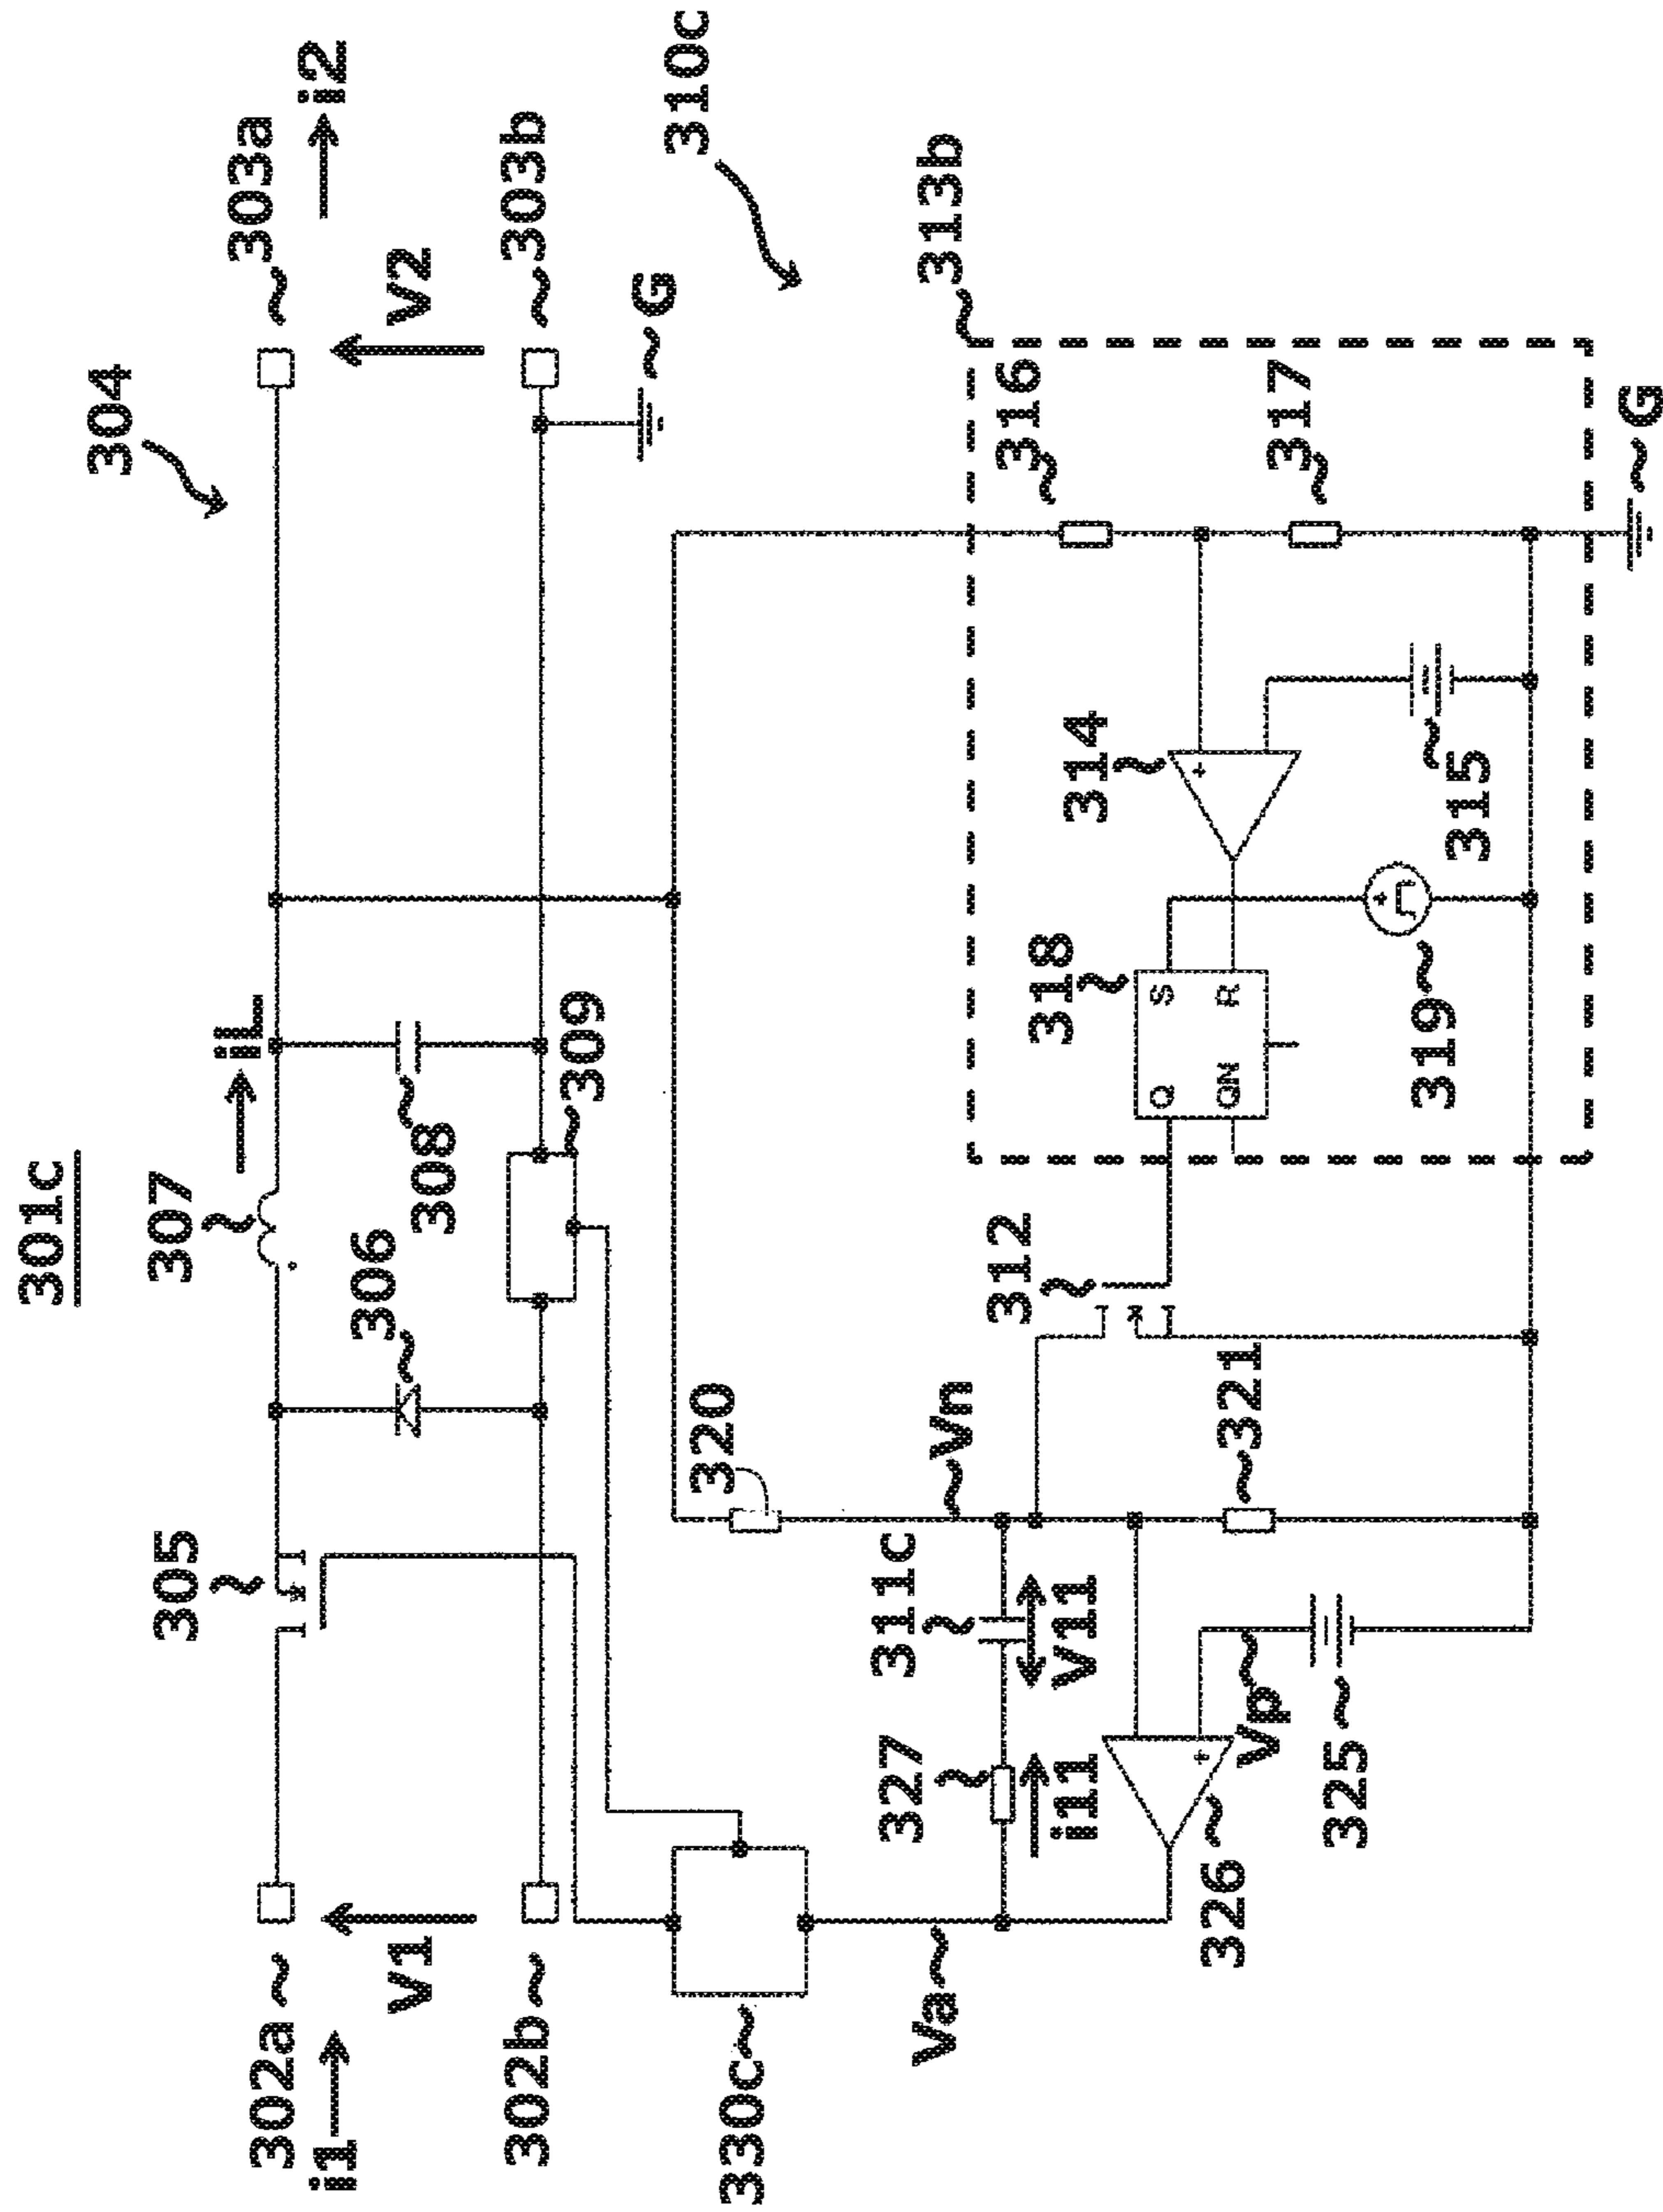 301c
304
305
307
iL
302a
i1
V1
302b
306
308
309
303a
i2
V2
303b
G
310c
313b
330c
320
Va
Vn
327
311c
i11
V11
326
Vp
325
312
321
318
Q
S
QN
R
314
+
319
+
315
316
317
+
G